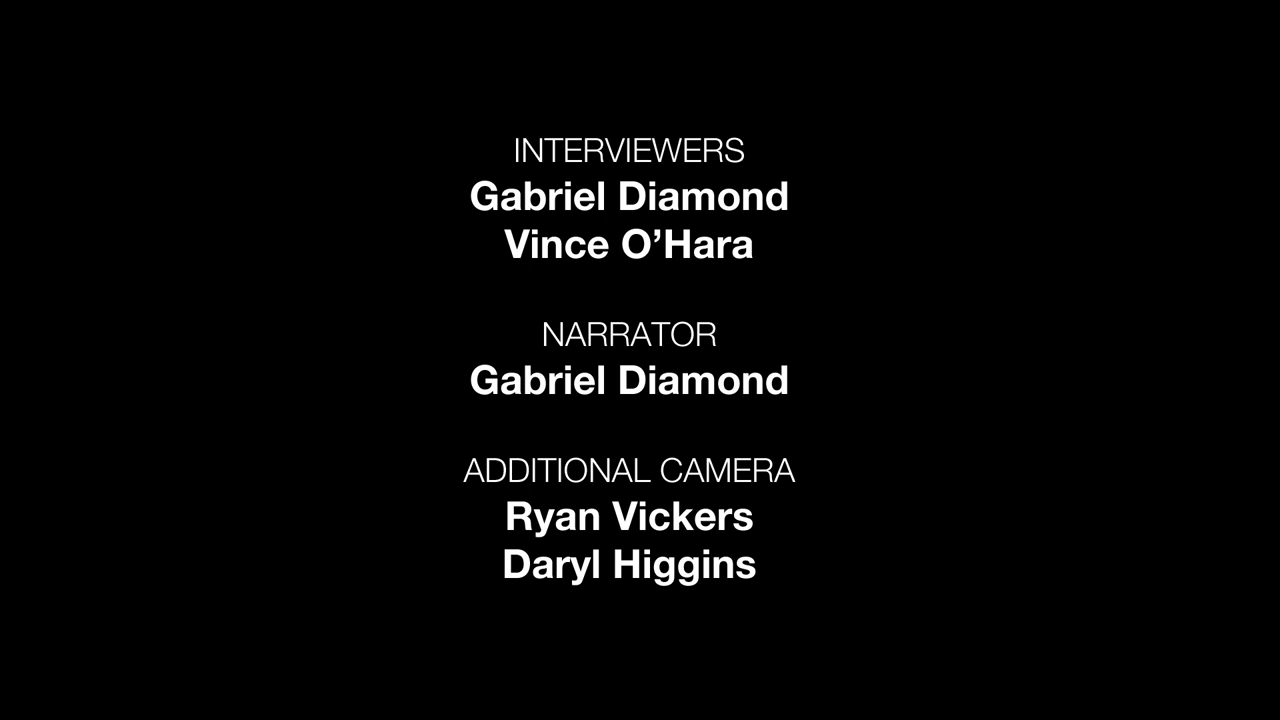 INTERVIEWERS
Gabriel Diamond
Vince O’Hara
NARRATOR
Gabriel Diamond
ADDITIONAL CAMERA
Ryan Vickers
Daryl Higgins